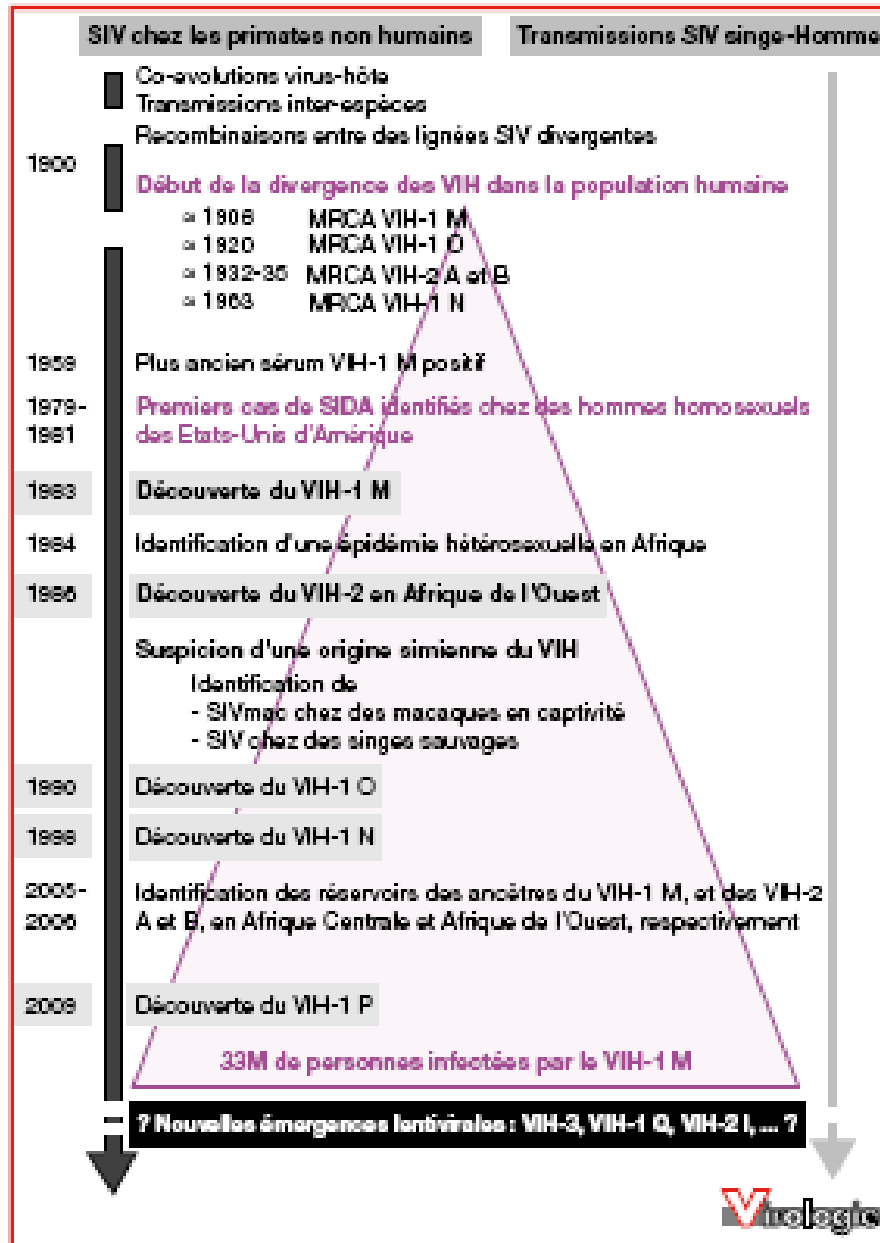 SIV chez les primates non humains
Transmissions SIV singe-Homme
Co-evolutions virus-hôte
Transmissions inter-espèces
Recombinaisons entre des lignées SIV divergentes
1900
Début de la divergence des VIH dans la population humaine
≈ 1908 MRCA VIH-1 M
≈ 1920 MRCA VIH-1 O
≈ 1932-35 MRCA VIH-2 A et B
≈ 1963 MRCA VIH-1 N
1959 Plus ancien sérum VIH-1 M positif
1979- Premiers cas de SIDA identifiés chez des hommes homosexuels
1981 des Etats-Unis d'Amérique
1983 Découverte du VIH-1 M
1984 Identification d'une épidémie hétérosexuelle en Afrique
1986 Découverte du VIH-2 en Afrique de l'Ouest
Suspicion d'une origine simienne du VIH
Identification de
- SIVmac chez des macaques en captivité
- SIV chez des singes sauvages
1990 Découverte du VIH-1 O
1998 Découverte du VIH-1 N
2005- Identification des réservoirs des ancêtres du VIH-1 M, et des VIH-2
2006 A et B, en Afrique Centrale et Afrique de l'Ouest, respectivement
2009 Découverte du VIH-1 P
33M de personnes infectées par le VIH-1 M
? Nouvelles émergences lentivirales : VIH-3, VIH-1 Q, VIH-2 I, ... ?
Virologie